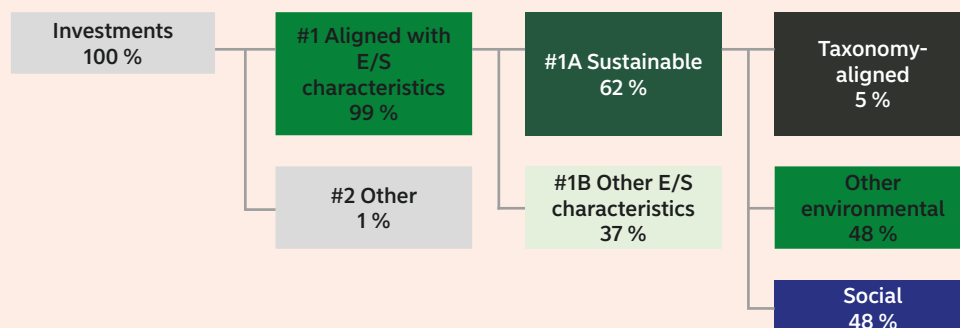 Investments
100 %
#1 Aligned with
E/S
characteristics
99 %
#1A Sustainable
62 %
Taxonomy-
aligned
5 %
#2 Other
1 %
#1B Other E/S
characteristics
37 %
Other
environmental
48 %
Social
48 %